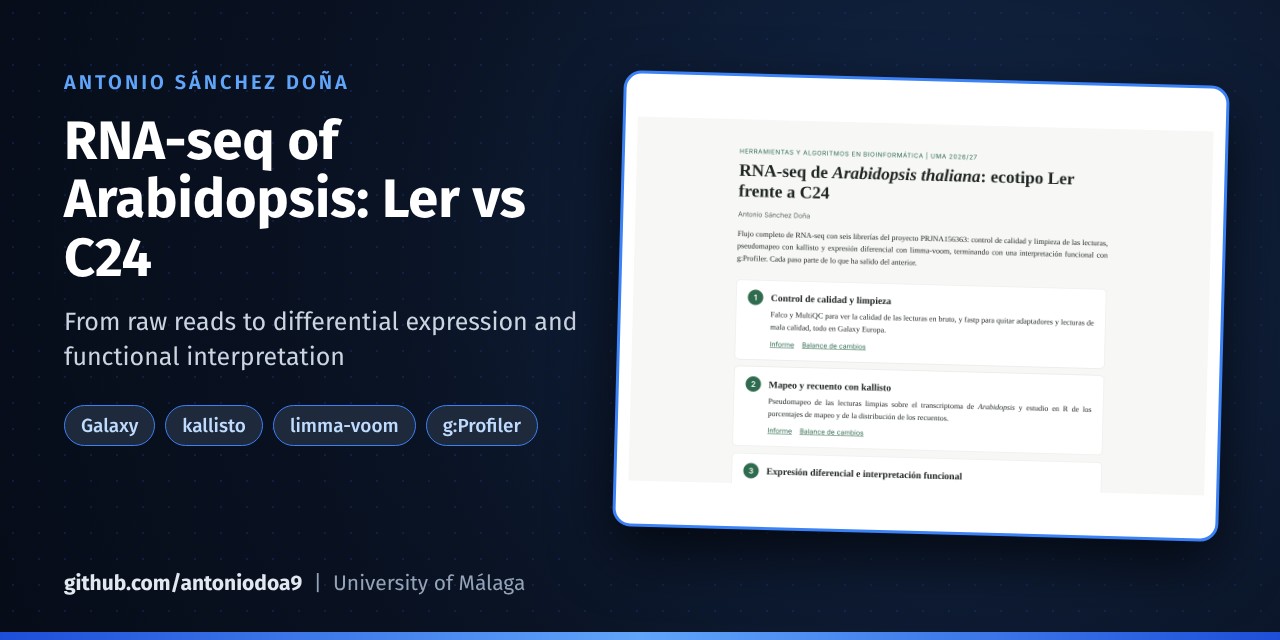 ANTONIO SÁNCHEZ DOÑA
RNA-seq of
Arabidopsis: Ler vs
C24
From raw reads to differential expression and
functional interpretation
Galaxy
kallisto
limma-voom
g:Profiler
github.com/antoniodoa9 | University of Málaga
HERRAMIENTAS Y ALGORITMOS EN BIOINFORMÁTICA | UMA 2026/27
RNA-seq de Arabidopsis thaliana: ecotipo Ler
frente a C24
Antonio Sánchez Doña
Flujo completo de RNA-seq con seis librerías del proyecto PRJNA156363: control de calidad y limpieza de las lecturas,
pseudomapeo con kallisto y expresión diferencial con limma-voom, terminando con una interpretación funcional con
g:Profiler. Cada paso parte de lo que ha salido del anterior.
1 Control de calidad y limpieza
Falco y MultiQC para ver la calidad de las lecturas en bruto, y fastp para quitar adaptadores y lecturas de
mala calidad, todo en Galaxy Europa.
Informe Balance de cambios
2 Mapeo y recuento con kallisto
Pseudomapeo de las lecturas limpias sobre el transcriptoma de Arabidopsis y estudio en R de los
porcentajes de mapeo y de la distribución de los recuentos.
Informe Balance de cambios
3 Expresión diferencial e interpretación funcional